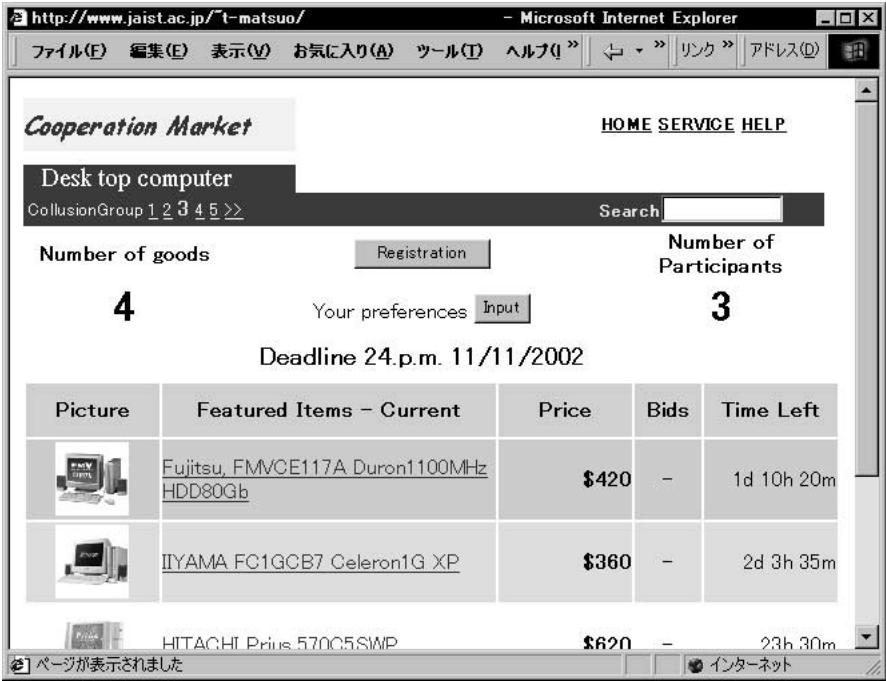 http://www.jaist.ac.jp/~t-matsuo/ - Microsoft Internet Explorer
ファイル(F) 編集(E) 表示(V) お気に入り(A) ツール(T) ヘルプ( » リンク » アドレス(D)
Cooperation Market
HOME SERVICE HELP
Desk top computer
CollusionGroup 1 2 3 4 5 >>
Search
Number of goods
Registration
Number of
Participants
4
Your preferences Input
3
Deadline 24.p.m. 11/11/2002
Picture Featured Items - Current Price Bids Time Left
Fujitsu, FMVCE117A Duron1100MHz
HDD80Gb
$420 - 1d 10h 20m
IIYAMA FC1GCB7 Celeron1G XP $360 - 2d 3h 35m
HITACHI Prius 570C5SWP $620 - 23h 30m
ページが表示されました インターネット